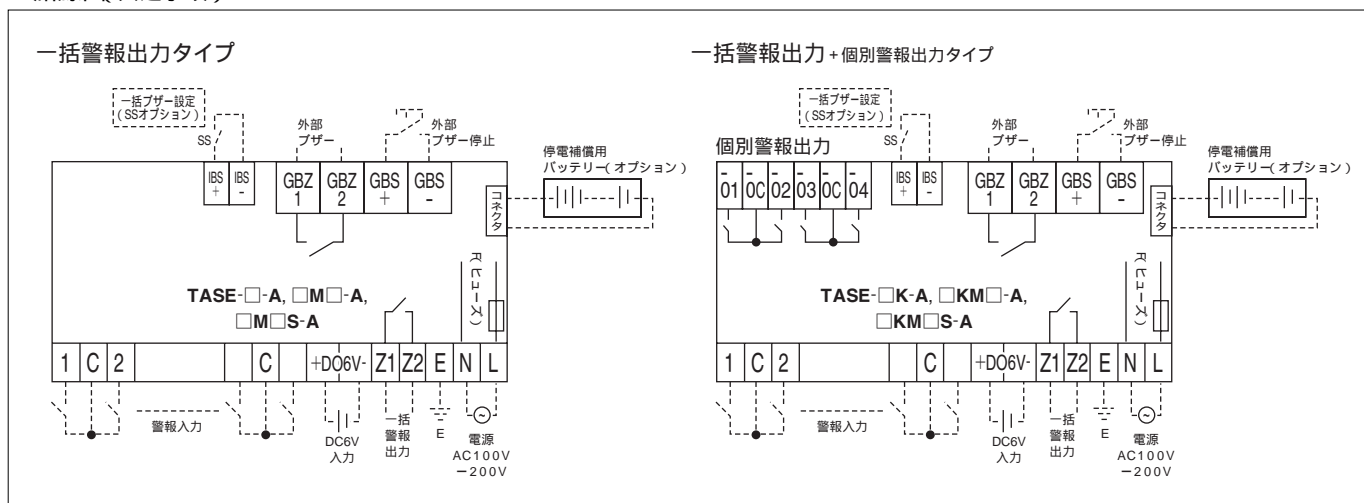 一括警報出力タイプ
一括ブザー設定
(SSオプション)
SS
外部
ブザー
外部
ブザー停止
停電補償用
バッテリー(オプション)
IBS
+
IBS
-
GBZ
1
GBZ
2
GBS
+
GBS
-
コネクタ
F(ヒューズ)
TASE-□-A, □M□-A,
□M□S-A
1 C 2 C +DO6V- Z1 Z2 E N L
警報入力
DC6V
入力
一括
警報
出力
E
電源
AC100V
-200V
一括警報出力+個別警報出力タイプ
一括ブザー設定
(SSオプション)
SS
外部
ブザー
外部
ブザー停止
停電補償用
バッテリー(オプション)
個別警報出力
-01 -0C -02 -03 -0C -04
IBS
+
IBS
-
GBZ
1
GBZ
2
GBS
+
GBS
-
コネクタ
F(ヒューズ)
TASE-□K-A, □KM□-A,
□KM□S-A
1 C 2 C +DO6V- Z1 Z2 E N L
警報入力
DC6V
入力
一括
警報
出力
E
電源
AC100V
-200V